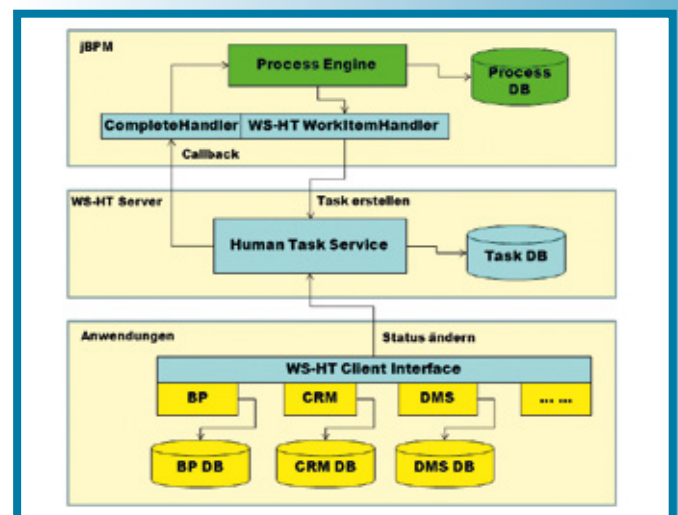 jBPM
Process Engine
Process
DB
CompleteHandler
WS-HT WorkItemHandler
Callback
WS-HT Server
Task erstellen
Human Task Service
Task DB
Anwendungen
Status ändern
WS-HT Client Interface
BP
CRM
DMS
... ...
BP DB
CRM DB
DMS DB